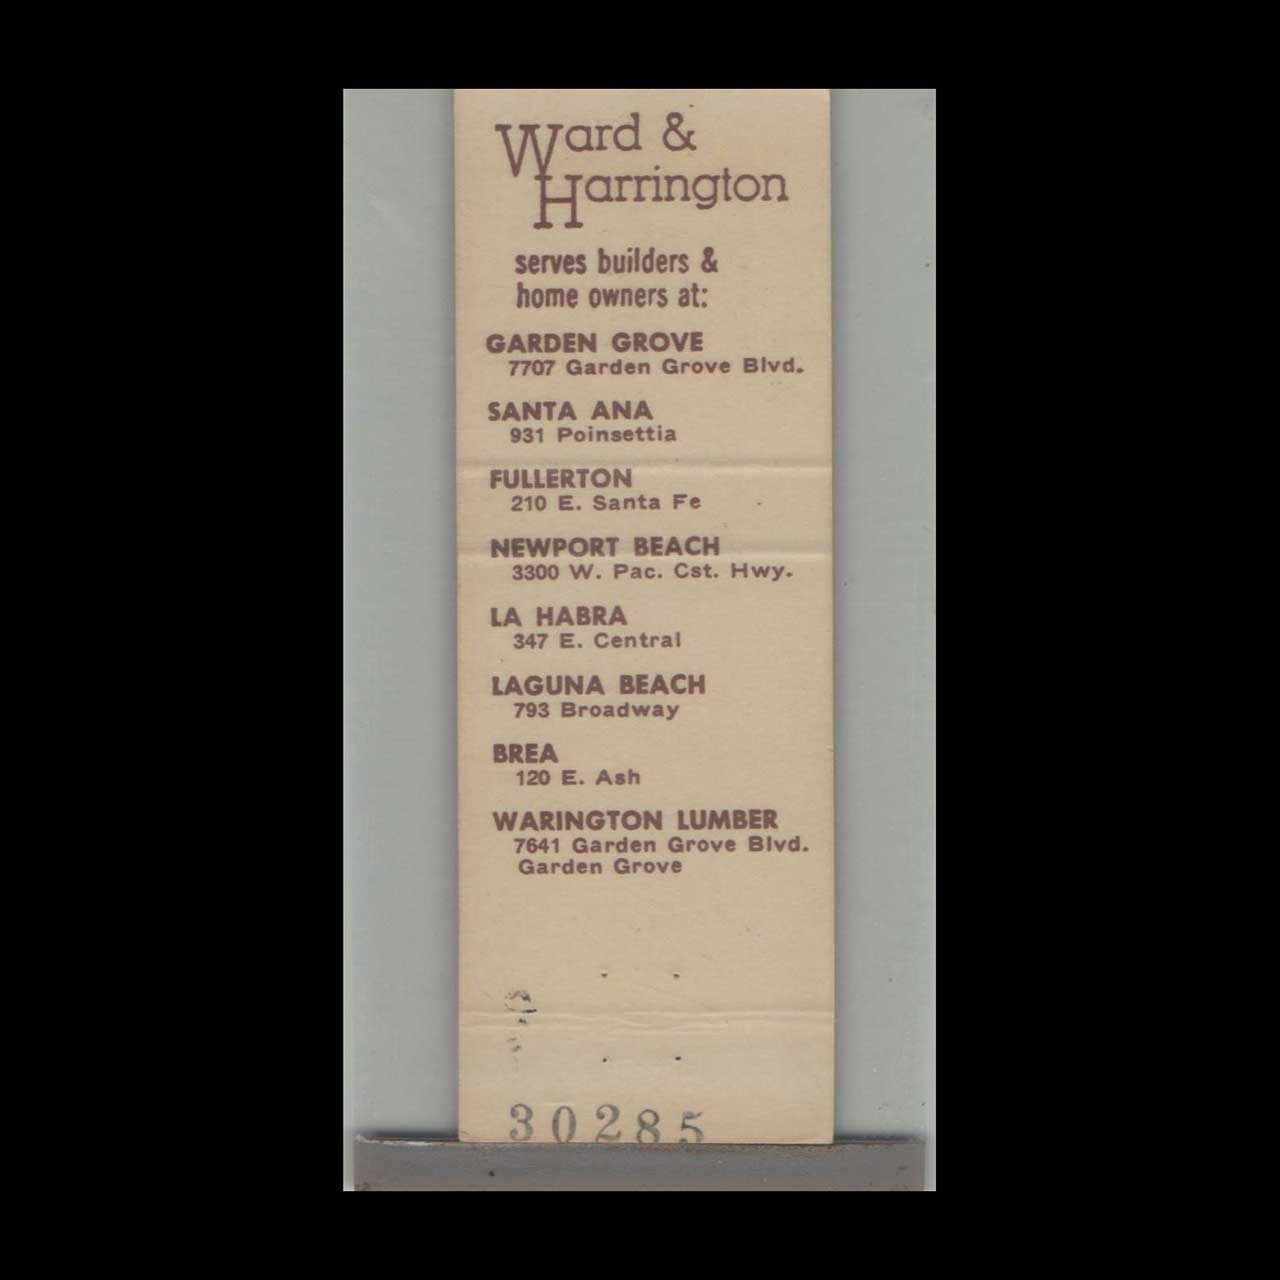 Ward &
Harrington
serves builders &
home owners at:
GARDEN GROVE
7707 Garden Grove Blvd.
SANTA ANA
931 Poinsettia
FULLERTON
210 E. Santa Fe
NEWPORT BEACH
3300 W. Pac. Cst. Hwy.
LA HABRA
347 E. Central
LAGUNA BEACH
793 Broadway
BREA
120 E. Ash
WARINGTON LUMBER
7641 Garden Grove Blvd.
Garden Grove
30285